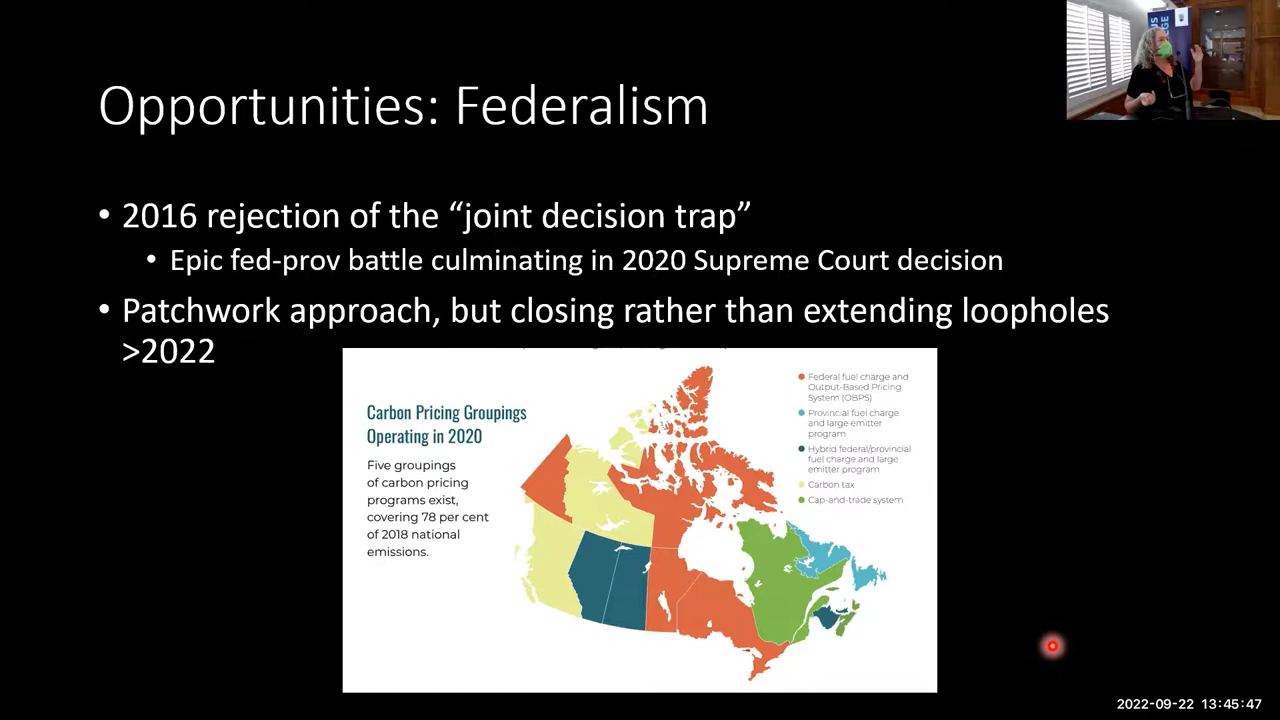 Opportunities: Federalism
• 2016 rejection of the “joint decision trap”
• Epic fed-prov battle culminating in 2020 Supreme Court decision
• Patchwork approach, but closing rather than extending loopholes
>2022
Carbon Pricing Groupings
Operating in 2020
Five groupings
of carbon pricing
programs exist,
covering 78 per cent
of 2018 national
emissions.
Federal fuel charge and
Output-Based Pricing
System (OBPS)
Provincial fuel charge
and large emitter
program
Hybrid federal/provincial
fuel charge and large
emitter program
Carbon tax
Cap-and-trade system
2022-09-22 13:45:47